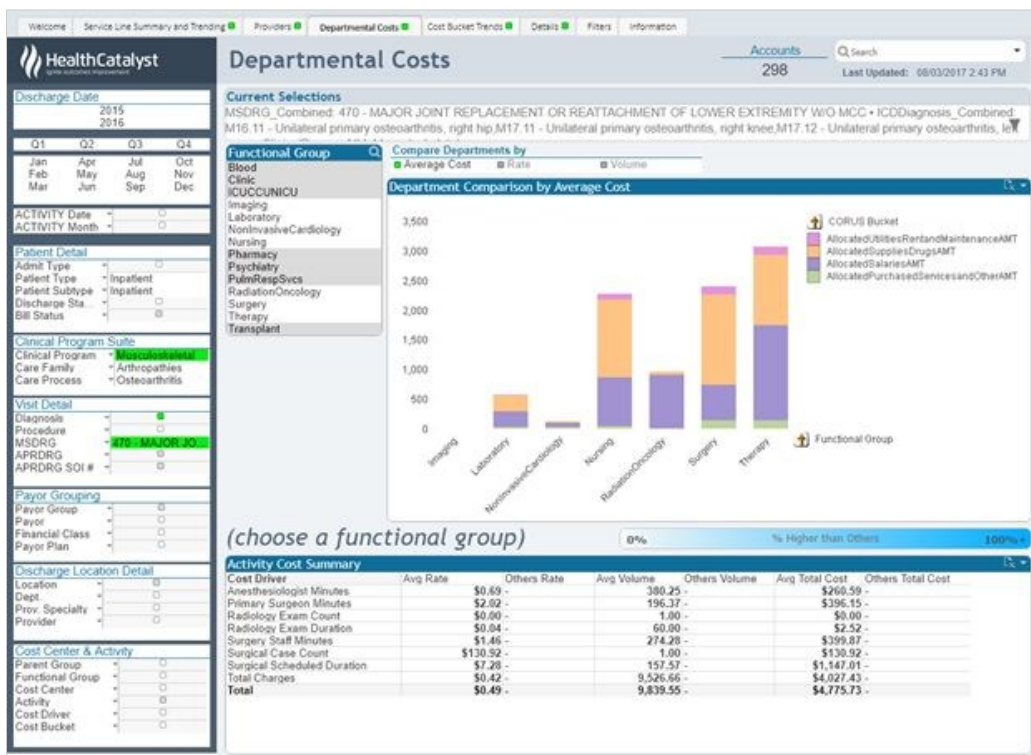 Welcome Service Line Summary and Trending Providers Departmental Costs Cost Bucket Trends Details Filters Information
HealthCatalyst
ignite outcomes improvement
Departmental Costs
Accounts
298
Search
Last Updated: 08/03/2017 2:43 PM
Discharge Date
2015
2016
Q1 Q2 Q3 Q4
Jan Apr Jul Oct
Feb May Aug Nov
Mar Jun Sep Dec
ACTIVITY Date
ACTIVITY Month
Patient Detail
Admit Type
Patient Type Inpatient
Patient Subtype Inpatient
Discharge Sta...
Bill Status
Clinical Program Suite
Clinical Program Musculoskeletal
Care Family Arthropathies
Care Process Osteoarthritis
Visit Detail
Diagnosis
Procedure
MSDRG 470 - MAJOR JO...
APRDRG
APRDRG SOI #
Payor Grouping
Payor Group
Payor
Financial Class
Payor Plan
Discharge Location Detail
Location
Dept.
Prov. Specialty
Provider
Cost Center & Activity
Parent Group
Functional Group
Cost Center
Activity
Cost Driver
Cost Bucket
Current Selections
MSDRG_Combined: 470 - MAJOR JOINT REPLACEMENT OR REATTACHMENT OF LOWER EXTREMITY W/O MCC • ICDDiagnosis_Combined:
M16.11 - Unilateral primary osteoarthritis, right hip,M17.11 - Unilateral primary osteoarthritis, right knee,M17.12 - Unilateral primary osteoarthritis, left
Functional Group
Blood
Clinic
ICUCCUNICU
Imaging
Laboratory
NonInvasiveCardiology
Nursing
Pharmacy
Psychiatry
PulmRespSvcs
RadiationOncology
Surgery
Therapy
Transplant
Compare Departments by
Average Cost Rate Volume
Department Comparison by Average Cost
3,500
3,000
2,500
2,000
1,500
1,000
500
0
Imaging
Laboratory
NonInvasiveCardiology
Nursing
RadiationOncology
Surgery
Therapy
CORUS Bucket
AllocatedUtilitiesRentandMaintenanceAMT
AllocatedSuppliesDrugsAMT
AllocatedSalariesAMT
AllocatedPurchasedServicesandOtherAMT
Functional Group
(choose a functional group)
0% % Higher than Others 100%+
Activity Cost Summary
Cost Driver Avg Rate Others Rate Avg Volume Others Volume Avg Total Cost Others Total Cost
Anesthesiologist Minutes $0.69 - 380.25 - $260.59 -
Primary Surgeon Minutes $2.02 - 196.37 - $396.15 -
Radiology Exam Count $0.00 - 1.00 - $0.00 -
Radiology Exam Duration $0.04 - 60.00 - $2.52 -
Surgery Staff Minutes $1.46 - 274.28 - $399.87 -
Surgical Case Count $130.92 - 1.00 - $130.92 -
Surgical Scheduled Duration $7.28 - 157.57 - $1,147.01 -
Total Charges $0.42 - 9,526.66 - $4,027.43 -
Total $0.49 - 9,839.55 - $4,775.73 -